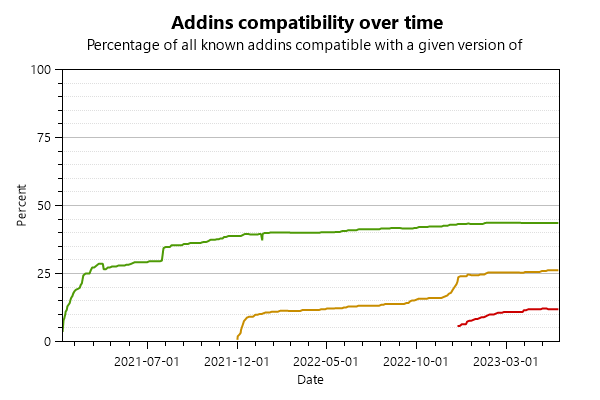 Addins compatibility over time
Percentage of all known addins compatible with a given version of
100
75
50
25
0
Percent
2021-07-01 2021-12-01 2022-05-01 2022-10-01 2023-03-01
Date